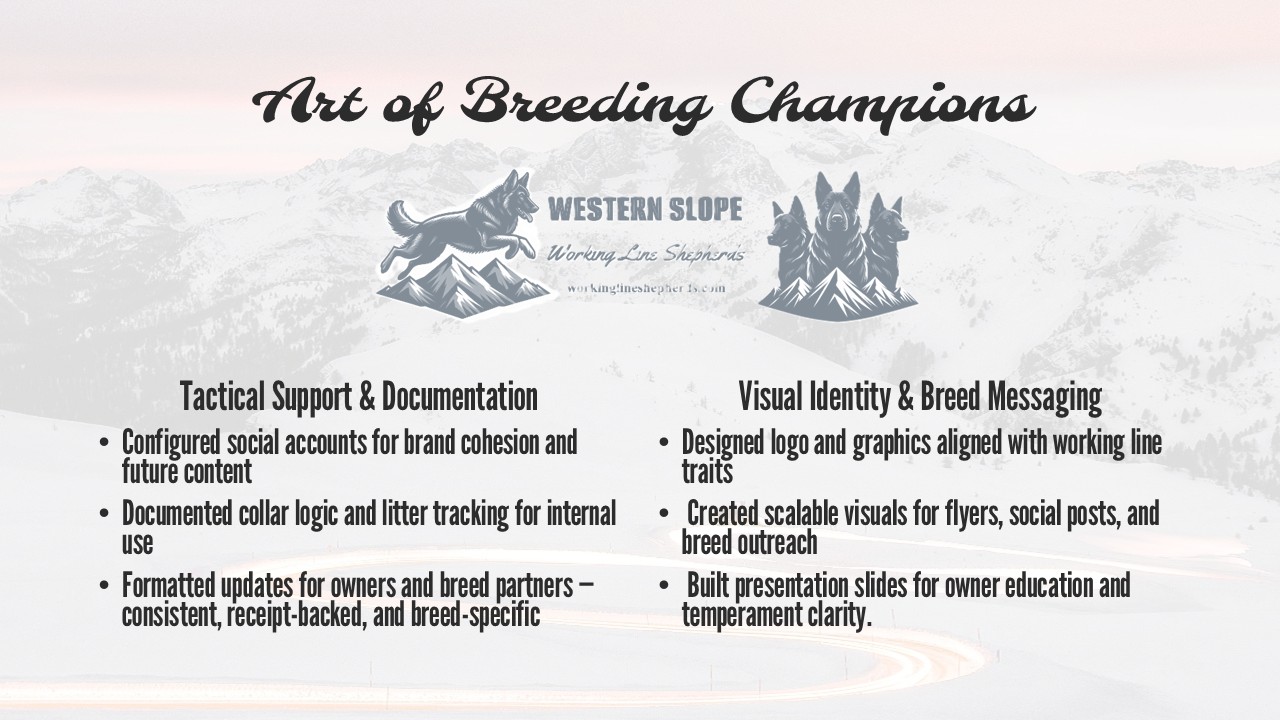 Art of Breeding Champions
WESTERN SLOPE
Working Line Shepherds
workinglineshepher ds.com
Tactical Support & Documentation
• Configured social accounts for brand cohesion and
future content
• Documented collar logic and litter tracking for internal
use
• Formatted updates for owners and breed partners –
consistent, receipt-backed, and breed-specific
Visual Identity & Breed Messaging
• Designed logo and graphics aligned with working line
traits
• Created scalable visuals for flyers, social posts, and
breed outreach
• Built presentation slides for owner education and
temperament clarity.